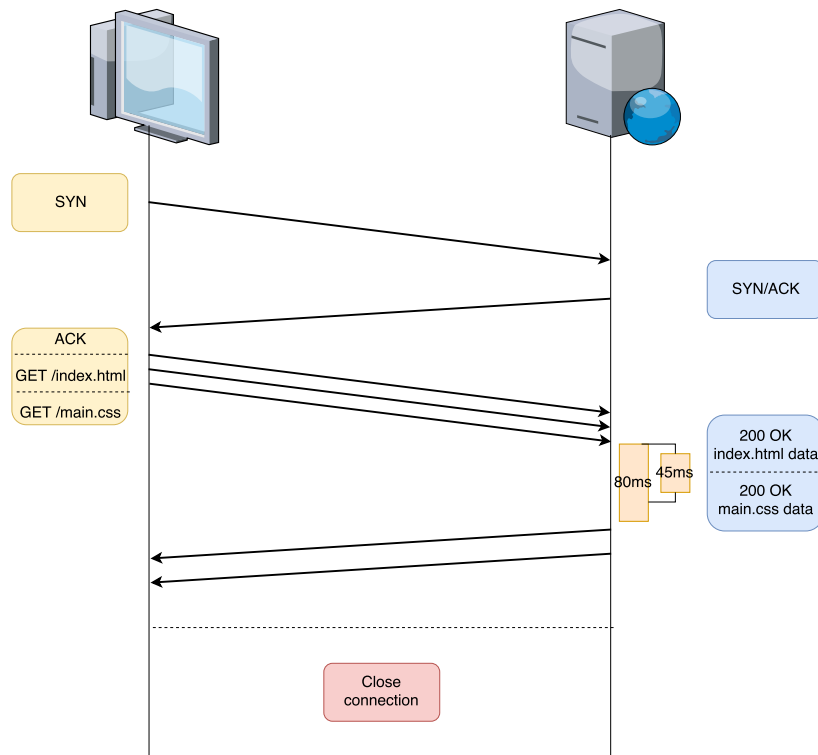 SYN
SYN/ACK
ACK
GET /index.html
GET /main.css
200 OK
index.html data
200 OK
main.css data
80ms
45ms
Close
connection